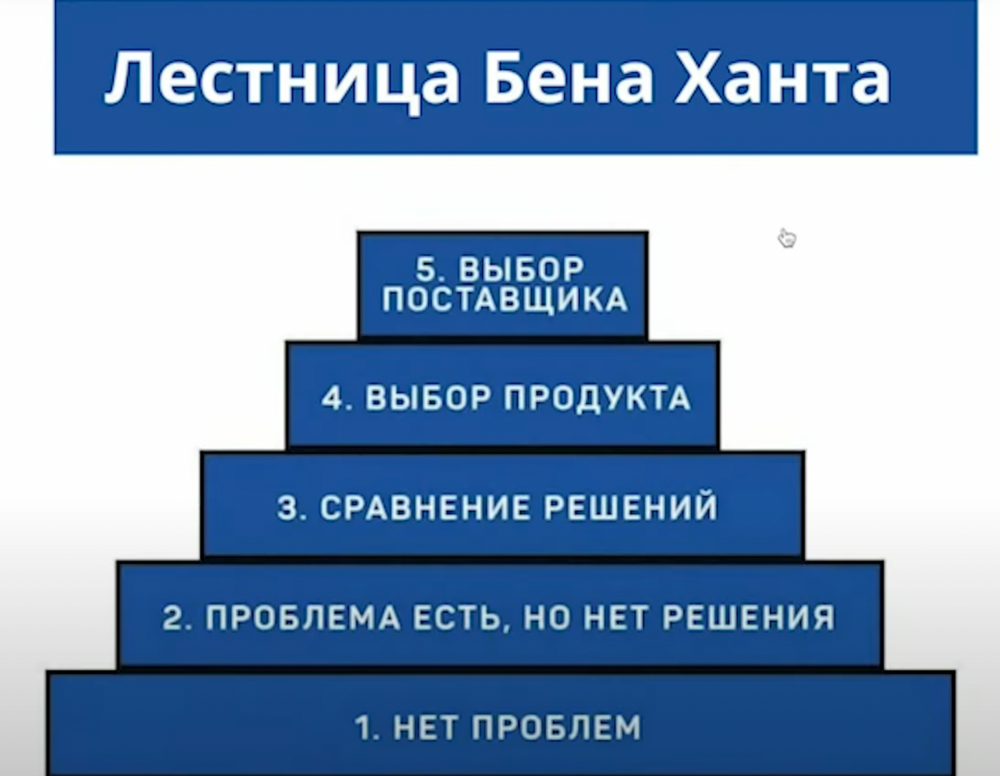 Лестница Бена Ханта
5. ВЫБОР
ПОСТАВЩИКА
4. ВЫБОР ПРОДУКТА
3. СРАВНЕНИЕ РЕШЕНИЙ
2. ПРОБЛЕМА ЕСТЬ, НО НЕТ РЕШЕНИЯ
1. НЕТ ПРОБЛЕМ